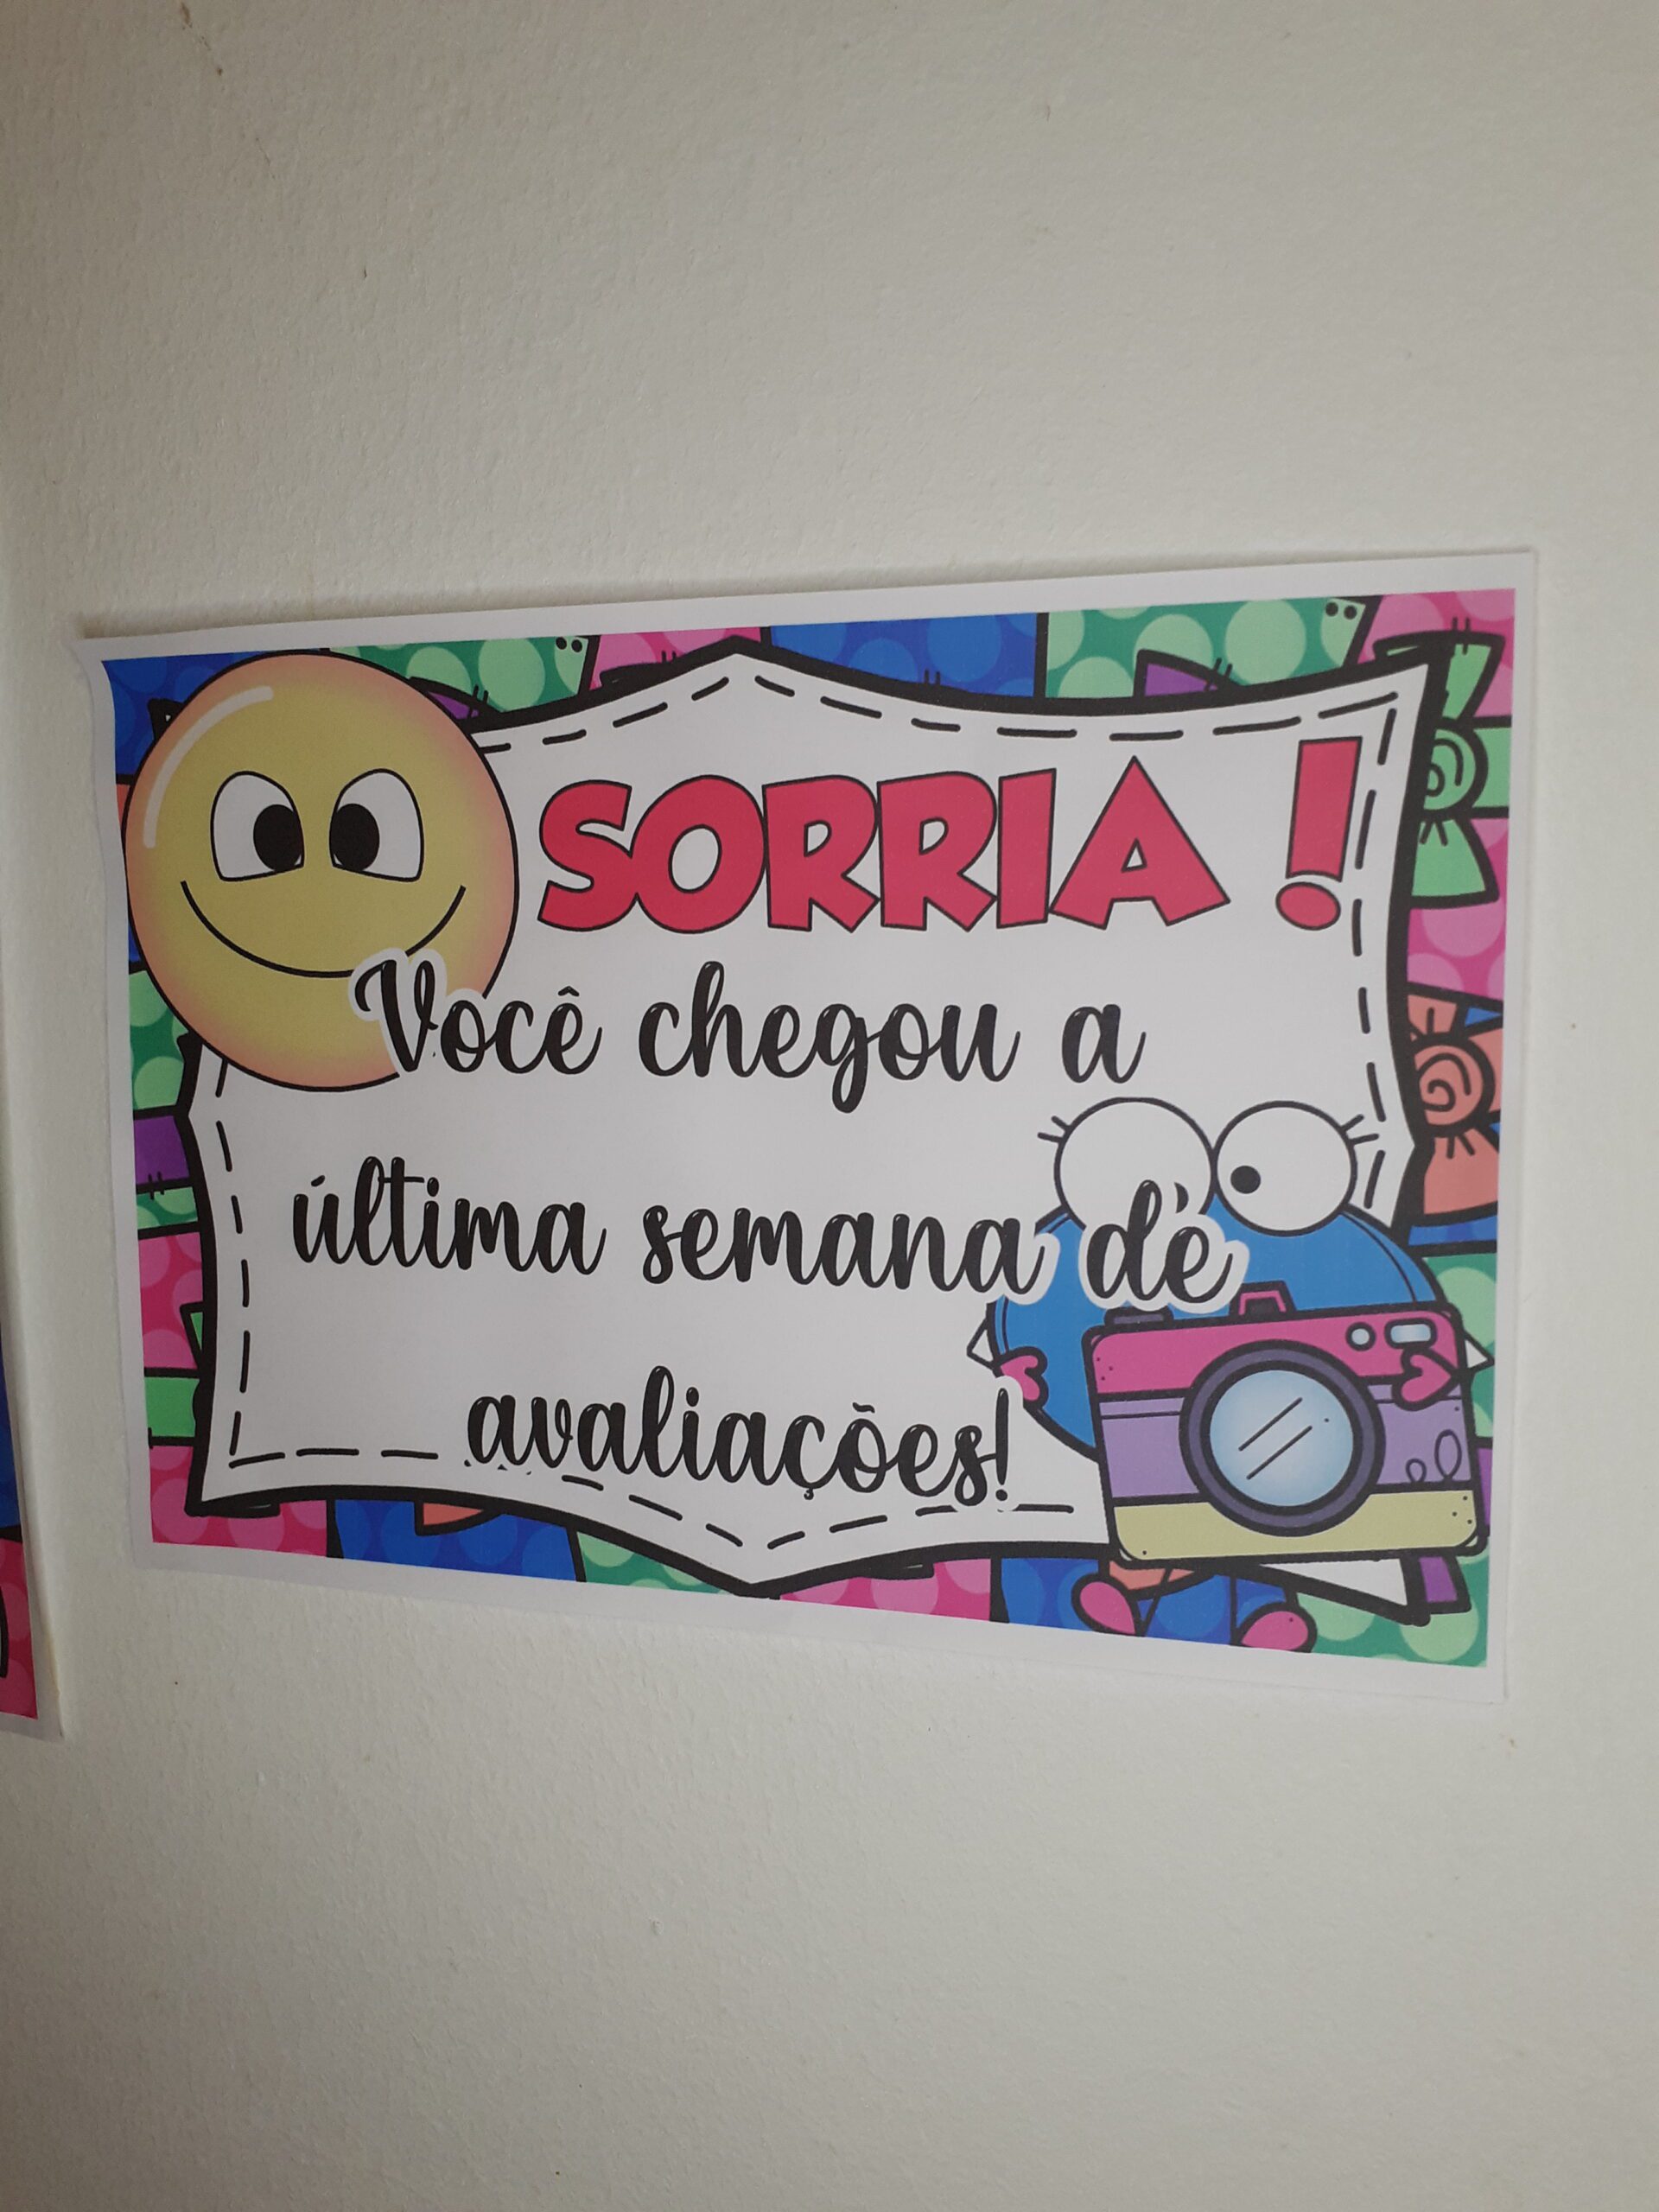 SORRIA !
Você chegou a
última semana de
avaliações!